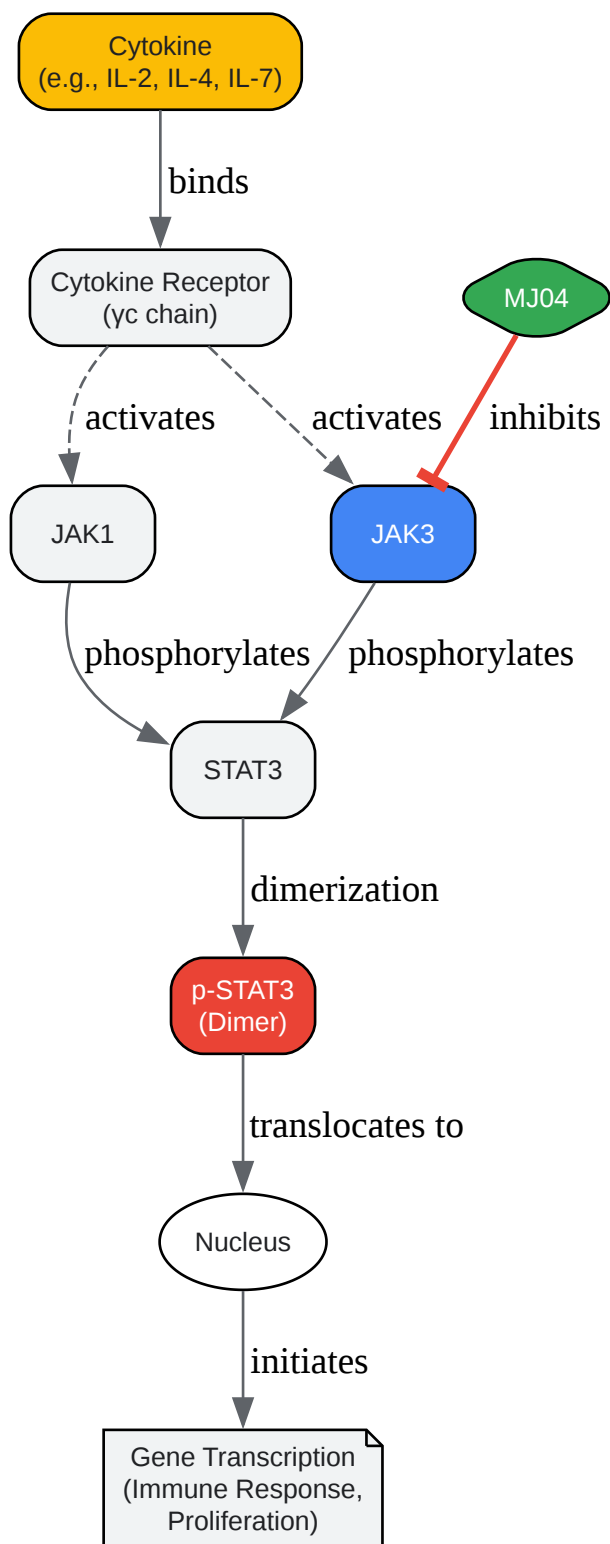 Cytokine
(e.g., IL-2, IL-4, IL-7)
binds
Cytokine Receptor
(γc chain)
MJ04
activates
activates
inhibits
JAK1
JAK3
phosphorylates
phosphorylates
STAT3
dimerization
p-STAT3
(Dimer)
translocates to
Nucleus
initiates
Gene Transcription
(Immune Response,
Proliferation)